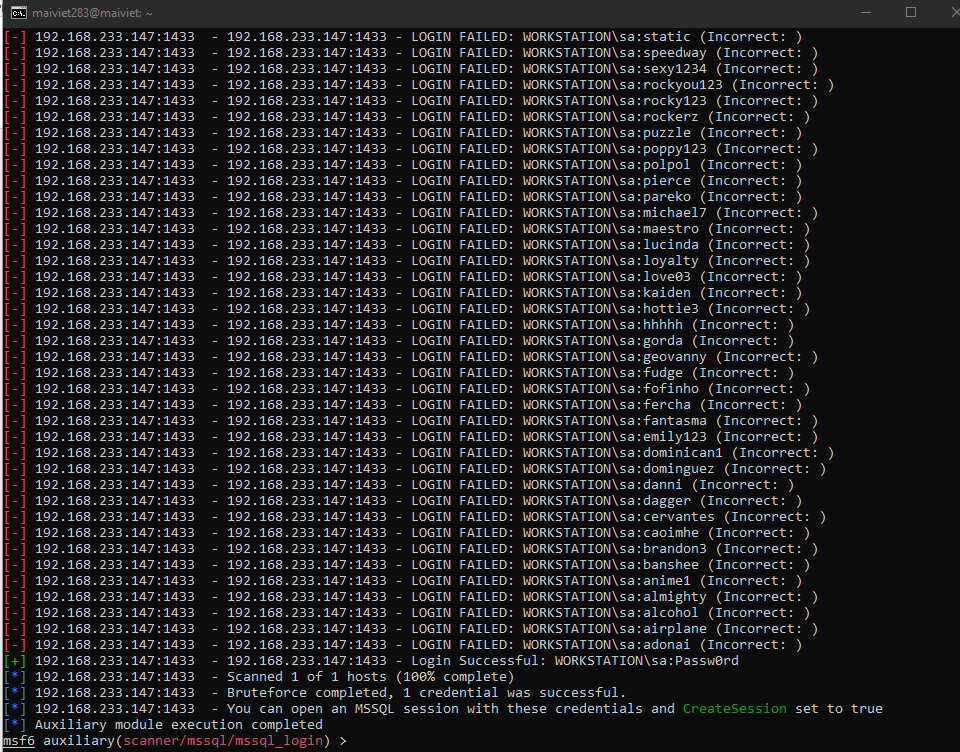 maiviet283@maiviet: ~
[-] 192.168.233.147:1433  - 192.168.233.147:1433 - LOGIN FAILED: WORKSTATION\sa:static (Incorrect: )
[-] 192.168.233.147:1433  - 192.168.233.147:1433 - LOGIN FAILED: WORKSTATION\sa:speedway (Incorrect: )
[-] 192.168.233.147:1433  - 192.168.233.147:1433 - LOGIN FAILED: WORKSTATION\sa:sexy1234 (Incorrect: )
[-] 192.168.233.147:1433  - 192.168.233.147:1433 - LOGIN FAILED: WORKSTATION\sa:rockyou123 (Incorrect: )
[-] 192.168.233.147:1433  - 192.168.233.147:1433 - LOGIN FAILED: WORKSTATION\sa:rocky123 (Incorrect: )
[-] 192.168.233.147:1433  - 192.168.233.147:1433 - LOGIN FAILED: WORKSTATION\sa:rockerz (Incorrect: )
[-] 192.168.233.147:1433  - 192.168.233.147:1433 - LOGIN FAILED: WORKSTATION\sa:puzzle (Incorrect: )
[-] 192.168.233.147:1433  - 192.168.233.147:1433 - LOGIN FAILED: WORKSTATION\sa:poppy123 (Incorrect: )
[-] 192.168.233.147:1433  - 192.168.233.147:1433 - LOGIN FAILED: WORKSTATION\sa:polpol (Incorrect: )
[-] 192.168.233.147:1433  - 192.168.233.147:1433 - LOGIN FAILED: WORKSTATION\sa:pierce (Incorrect: )
[-] 192.168.233.147:1433  - 192.168.233.147:1433 - LOGIN FAILED: WORKSTATION\sa:pareko (Incorrect: )
[-] 192.168.233.147:1433  - 192.168.233.147:1433 - LOGIN FAILED: WORKSTATION\sa:michael7 (Incorrect: )
[-] 192.168.233.147:1433  - 192.168.233.147:1433 - LOGIN FAILED: WORKSTATION\sa:maestro (Incorrect: )
[-] 192.168.233.147:1433  - 192.168.233.147:1433 - LOGIN FAILED: WORKSTATION\sa:lucinda (Incorrect: )
[-] 192.168.233.147:1433  - 192.168.233.147:1433 - LOGIN FAILED: WORKSTATION\sa:loyalty (Incorrect: )
[-] 192.168.233.147:1433  - 192.168.233.147:1433 - LOGIN FAILED: WORKSTATION\sa:love03 (Incorrect: )
[-] 192.168.233.147:1433  - 192.168.233.147:1433 - LOGIN FAILED: WORKSTATION\sa:kaiden (Incorrect: )
[-] 192.168.233.147:1433  - 192.168.233.147:1433 - LOGIN FAILED: WORKSTATION\sa:hottie3 (Incorrect: )
[-] 192.168.233.147:1433  - 192.168.233.147:1433 - LOGIN FAILED: WORKSTATION\sa:hhhhh (Incorrect: )
[-] 192.168.233.147:1433  - 192.168.233.147:1433 - LOGIN FAILED: WORKSTATION\sa:gorda (Incorrect: )
[-] 192.168.233.147:1433  - 192.168.233.147:1433 - LOGIN FAILED: WORKSTATION\sa:geovanny (Incorrect: )
[-] 192.168.233.147:1433  - 192.168.233.147:1433 - LOGIN FAILED: WORKSTATION\sa:fudge (Incorrect: )
[-] 192.168.233.147:1433  - 192.168.233.147:1433 - LOGIN FAILED: WORKSTATION\sa:fofinho (Incorrect: )
[-] 192.168.233.147:1433  - 192.168.233.147:1433 - LOGIN FAILED: WORKSTATION\sa:fercha (Incorrect: )
[-] 192.168.233.147:1433  - 192.168.233.147:1433 - LOGIN FAILED: WORKSTATION\sa:fantasma (Incorrect: )
[-] 192.168.233.147:1433  - 192.168.233.147:1433 - LOGIN FAILED: WORKSTATION\sa:emily123 (Incorrect: )
[-] 192.168.233.147:1433  - 192.168.233.147:1433 - LOGIN FAILED: WORKSTATION\sa:dominican1 (Incorrect: )
[-] 192.168.233.147:1433  - 192.168.233.147:1433 - LOGIN FAILED: WORKSTATION\sa:dominguez (Incorrect: )
[-] 192.168.233.147:1433  - 192.168.233.147:1433 - LOGIN FAILED: WORKSTATION\sa:danni (Incorrect: )
[-] 192.168.233.147:1433  - 192.168.233.147:1433 - LOGIN FAILED: WORKSTATION\sa:dagger (Incorrect: )
[-] 192.168.233.147:1433  - 192.168.233.147:1433 - LOGIN FAILED: WORKSTATION\sa:cervantes (Incorrect: )
[-] 192.168.233.147:1433  - 192.168.233.147:1433 - LOGIN FAILED: WORKSTATION\sa:caoimhe (Incorrect: )
[-] 192.168.233.147:1433  - 192.168.233.147:1433 - LOGIN FAILED: WORKSTATION\sa:brandon3 (Incorrect: )
[-] 192.168.233.147:1433  - 192.168.233.147:1433 - LOGIN FAILED: WORKSTATION\sa:banshee (Incorrect: )
[-] 192.168.233.147:1433  - 192.168.233.147:1433 - LOGIN FAILED: WORKSTATION\sa:anime1 (Incorrect: )
[-] 192.168.233.147:1433  - 192.168.233.147:1433 - LOGIN FAILED: WORKSTATION\sa:almighty (Incorrect: )
[-] 192.168.233.147:1433  - 192.168.233.147:1433 - LOGIN FAILED: WORKSTATION\sa:alcohol (Incorrect: )
[-] 192.168.233.147:1433  - 192.168.233.147:1433 - LOGIN FAILED: WORKSTATION\sa:airplane (Incorrect: )
[-] 192.168.233.147:1433  - 192.168.233.147:1433 - LOGIN FAILED: WORKSTATION\sa:adonai (Incorrect: )
[+] 192.168.233.147:1433  - 192.168.233.147:1433 - Login Successful: WORKSTATION\sa:Passw0rd
[*] 192.168.233.147:1433  - Scanned 1 of 1 hosts (100% complete)
[*] 192.168.233.147:1433  - Bruteforce completed, 1 credential was successful.
[*] 192.168.233.147:1433  - You can open an MSSQL session with these credentials and CreateSession set to true
[*] Auxiliary module execution completed
msf6 auxiliary(scanner/mssql/mssql_login) >